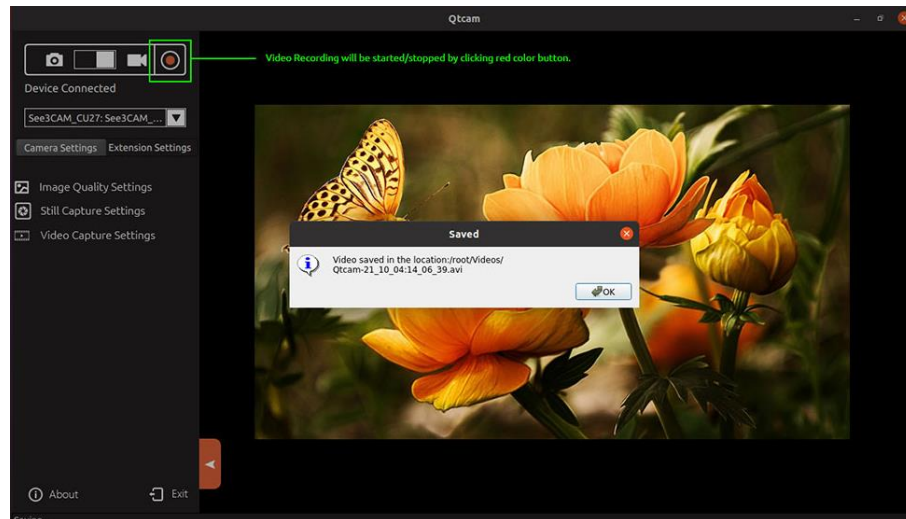 Qtcam
Video Recording will be started/stopped by clicking red color button.
Device Connected
See3CAM_CU27: See3CAM_...
Camera Settings Extension Settings
Image Quality Settings
Still Capture Settings
Video Capture Settings
Saved
Video saved in the location:/root/Videos/
Qtcam-21_10_04:14_06_39.avi
OK
About Exit